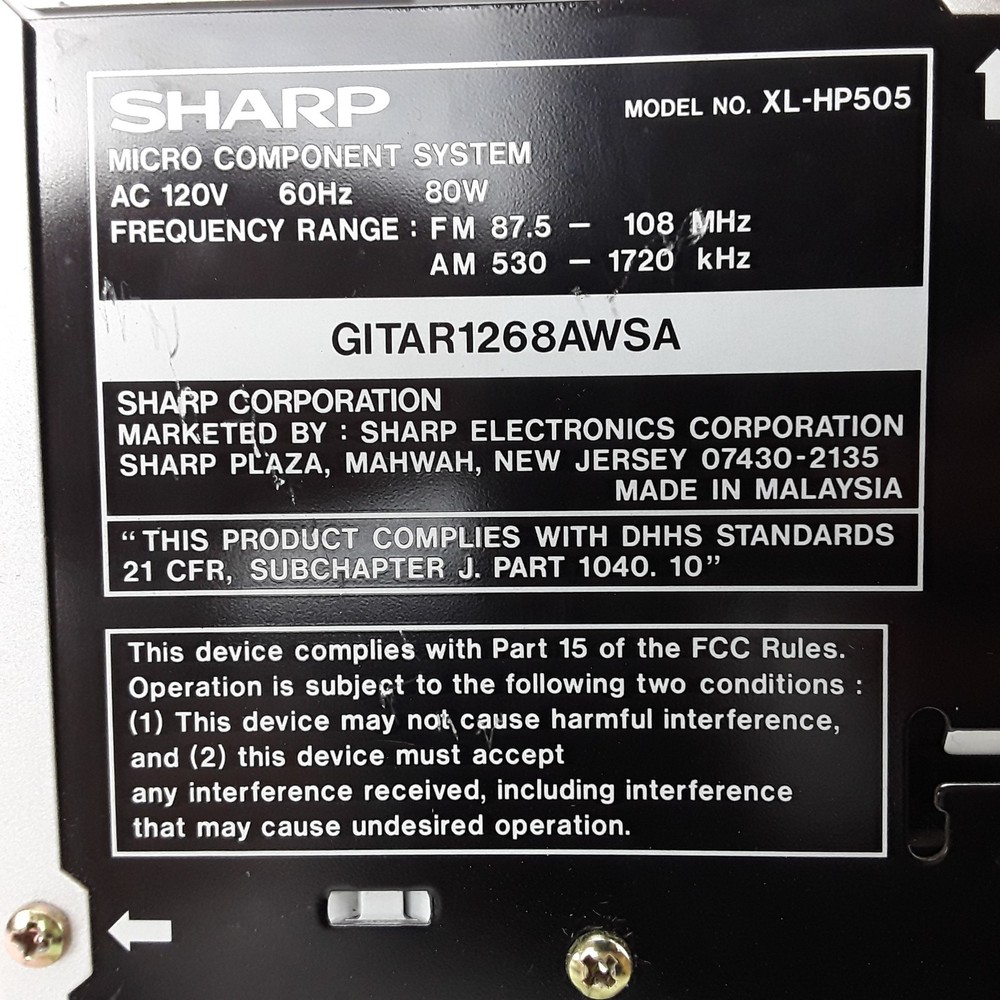 SHARP MODEL NO. XL-HP505
MICRO COMPONENT SYSTEM
AC 120V 60Hz 80W
FREQUENCY RANGE : FM 87.5 – 108 MHz
AM 530 – 1720 kHz
GITAR1268AWSA
SHARP CORPORATION
MARKETED BY : SHARP ELECTRONICS CORPORATION
SHARP PLAZA, MAHWAH, NEW JERSEY 07430-2135
MADE IN MALAYSIA
“THIS PRODUCT COMPLIES WITH DHHS STANDARDS
21 CFR, SUBCHAPTER J. PART 1040. 10”
This device complies with Part 15 of the FCC Rules.
Operation is subject to the following two conditions :
(1) This device may not cause harmful interference,
and (2) this device must accept
any interference received, including interference
that may cause undesired operation.